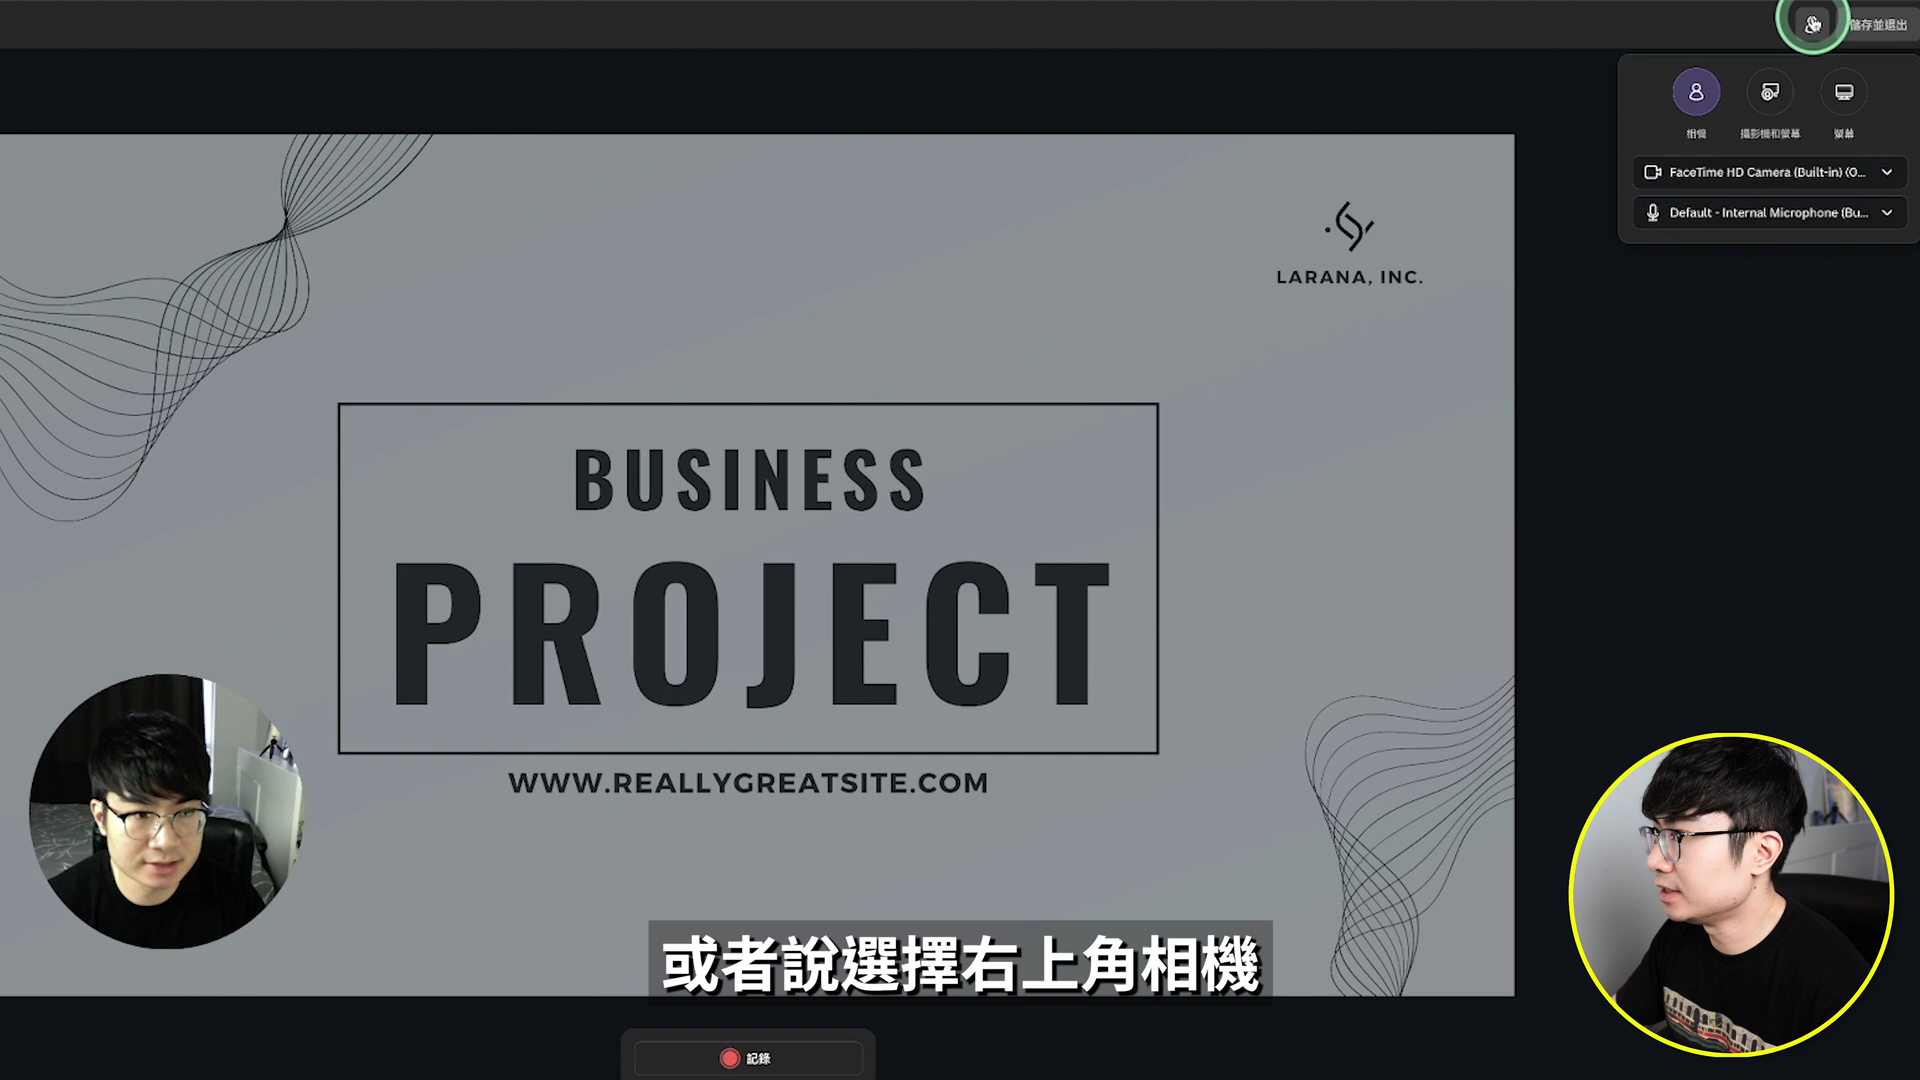 儲存並退出
相機
攝影機和螢幕
螢幕
FaceTime HD Camera (Built-in) (0...
Default - Internal Microphone (Bu...
LARANA, INC.
BUSINESS
PROJECT
WWW.REALLYGREATSITE.COM
或者說選擇右上角相機
記錄